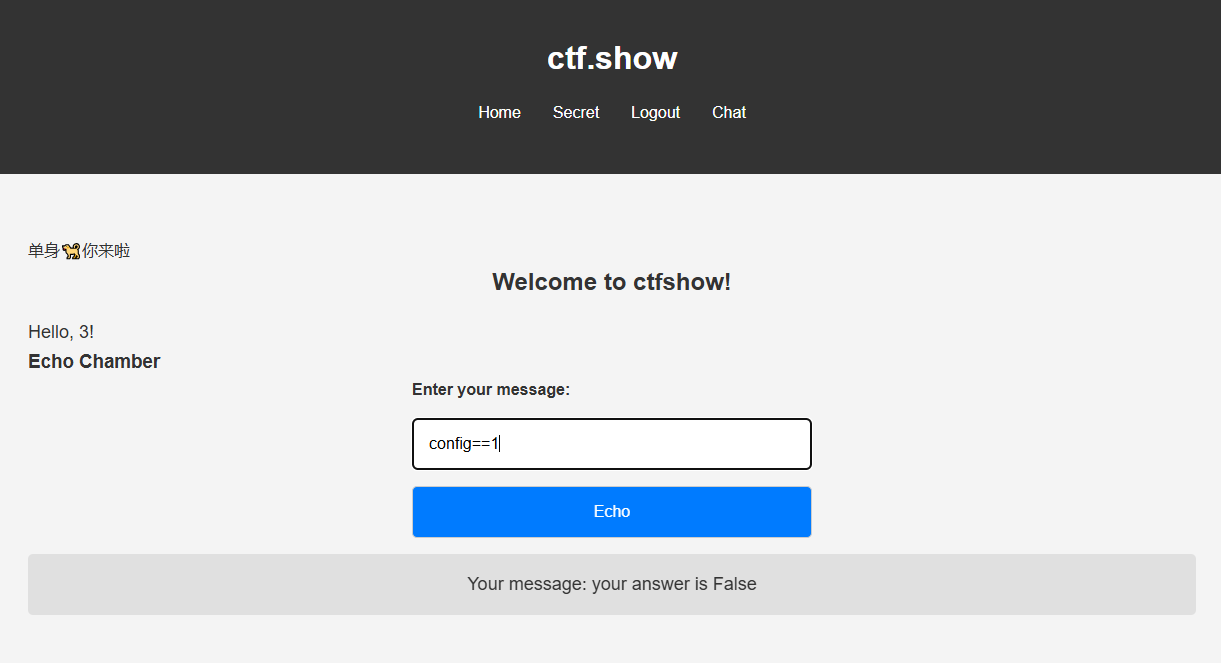 ctf.show
Home Secret Logout Chat
单身🐕你来啦
Welcome to ctfshow!
Hello, 3!
Echo Chamber
Enter your message:
config==1
Echo
Your message: your answer is False